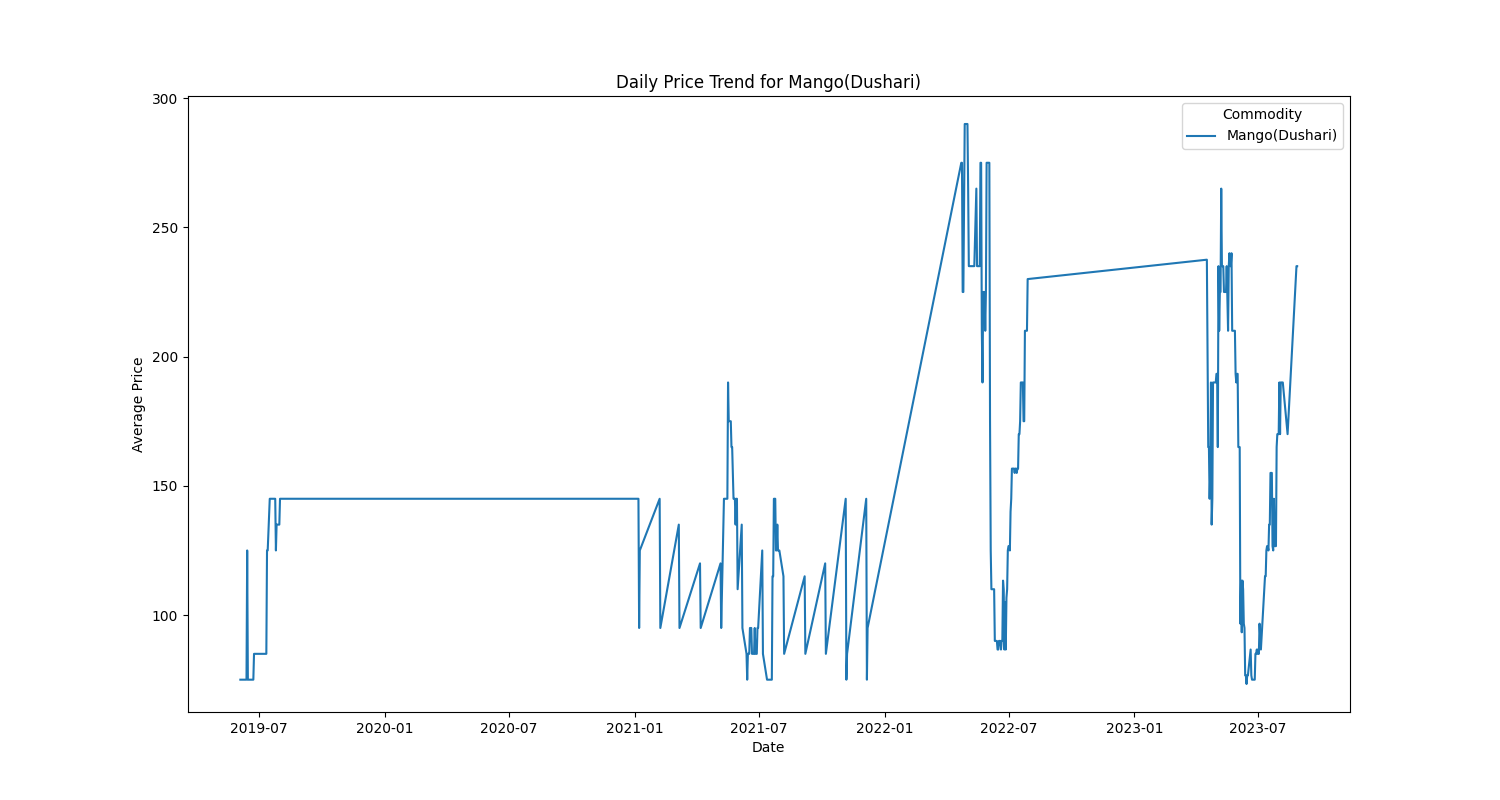 Daily Price Trend for Mango(Dushari)
Commodity
Mango(Dushari)
Average Price
300
250
200
150
100
2019-07
2020-01
2020-07
2021-01
2021-07
2022-01
2022-07
2023-01
2023-07
Date